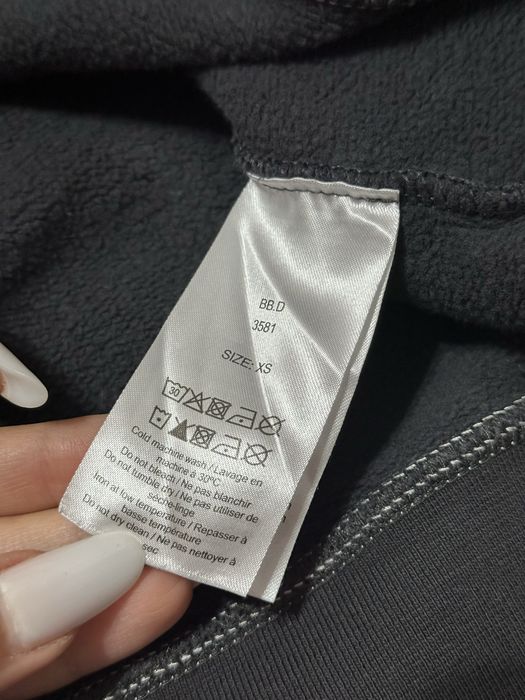 BB.D
3581
SIZE: XS
30
Cold machine wash / Lavage en
machine à 30°C
Do not bleach / Ne pas blanchir
Do not tumble dry / Ne pas utiliser de
sèche-linge
Iron at low temperature / Repasser à
basse température
Do not dry clean / Ne pas nettoyer à
sec